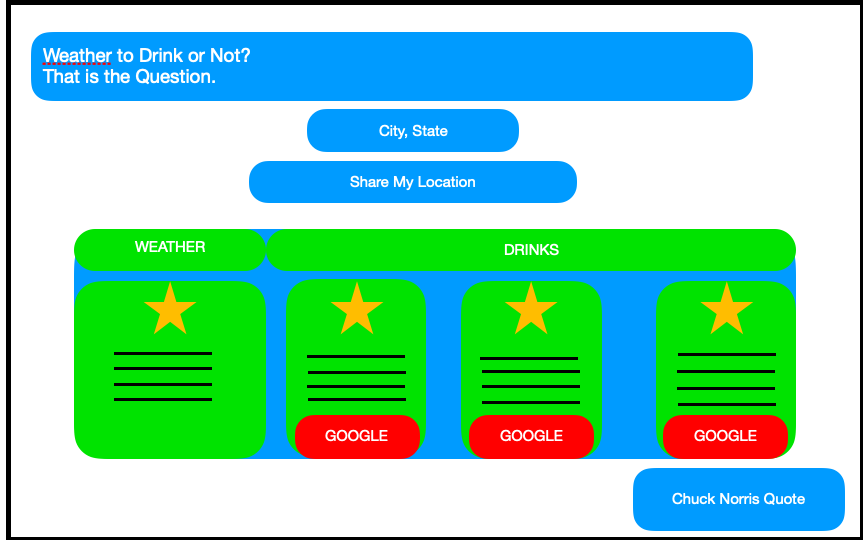 Weather to Drink or Not?
That is the Question.
City, State
Share My Location
WEATHER
DRINKS
GOOGLE
GOOGLE
GOOGLE
Chuck Norris Quote